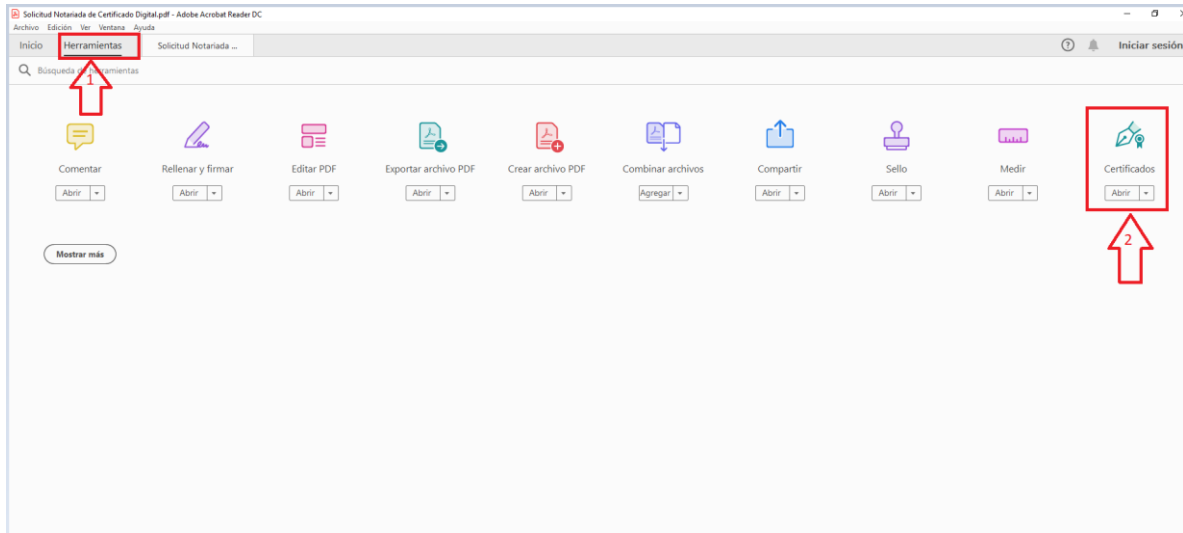 Solicitud Notariada de Certificado Digital.pdf - Adobe Acrobat Reader DC
Archivo Edición Ver Ventana Ayuda
Inicio Herramientas Solicitud Notariada ... Iniciar sesión
Búsqueda de herramientas
1
Comentar Rellenar y firmar Editar PDF Exportar archivo PDF Crear archivo PDF Combinar archivos Compartir Sello Medir Certificados
Abrir Abrir Abrir Abrir Abrir Agregar Abrir Abrir Abrir Abrir
2
Mostrar más